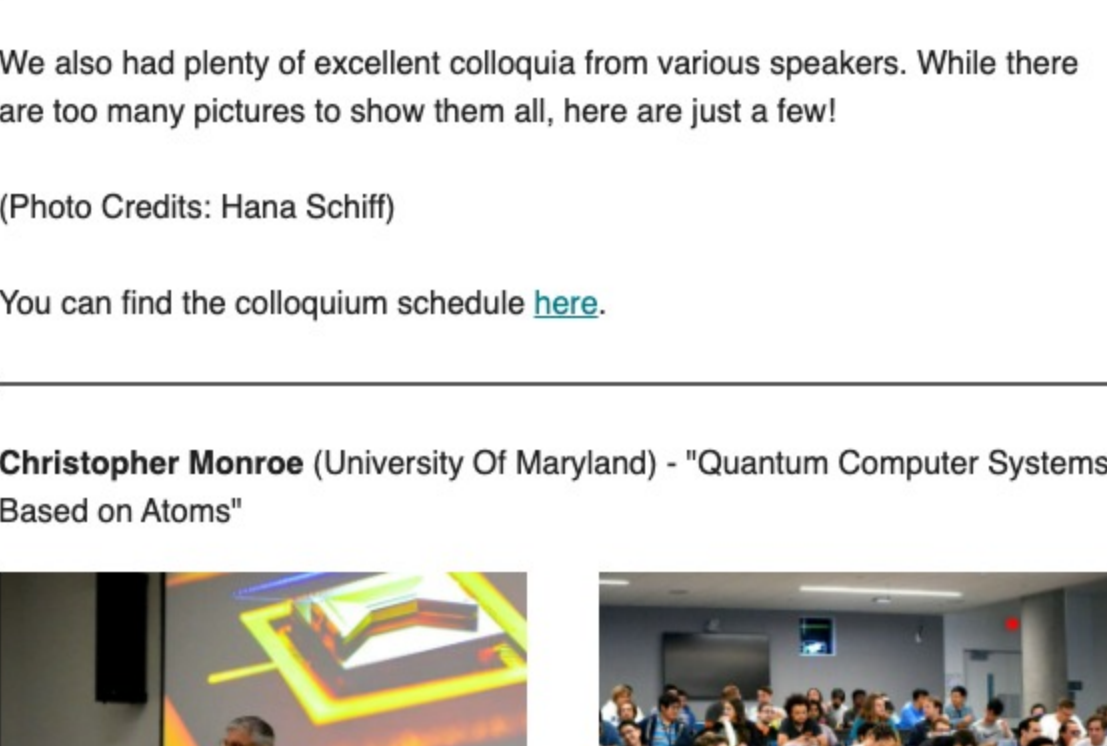 We also had plenty of excellent colloquia from various speakers. While there
are too many pictures to show them all, here are just a few!
(Photo Credits: Hana Schiff)
You can find the colloquium schedule here.
Christopher Monroe (University Of Maryland) - "Quantum Computer Systems
Based on Atoms"